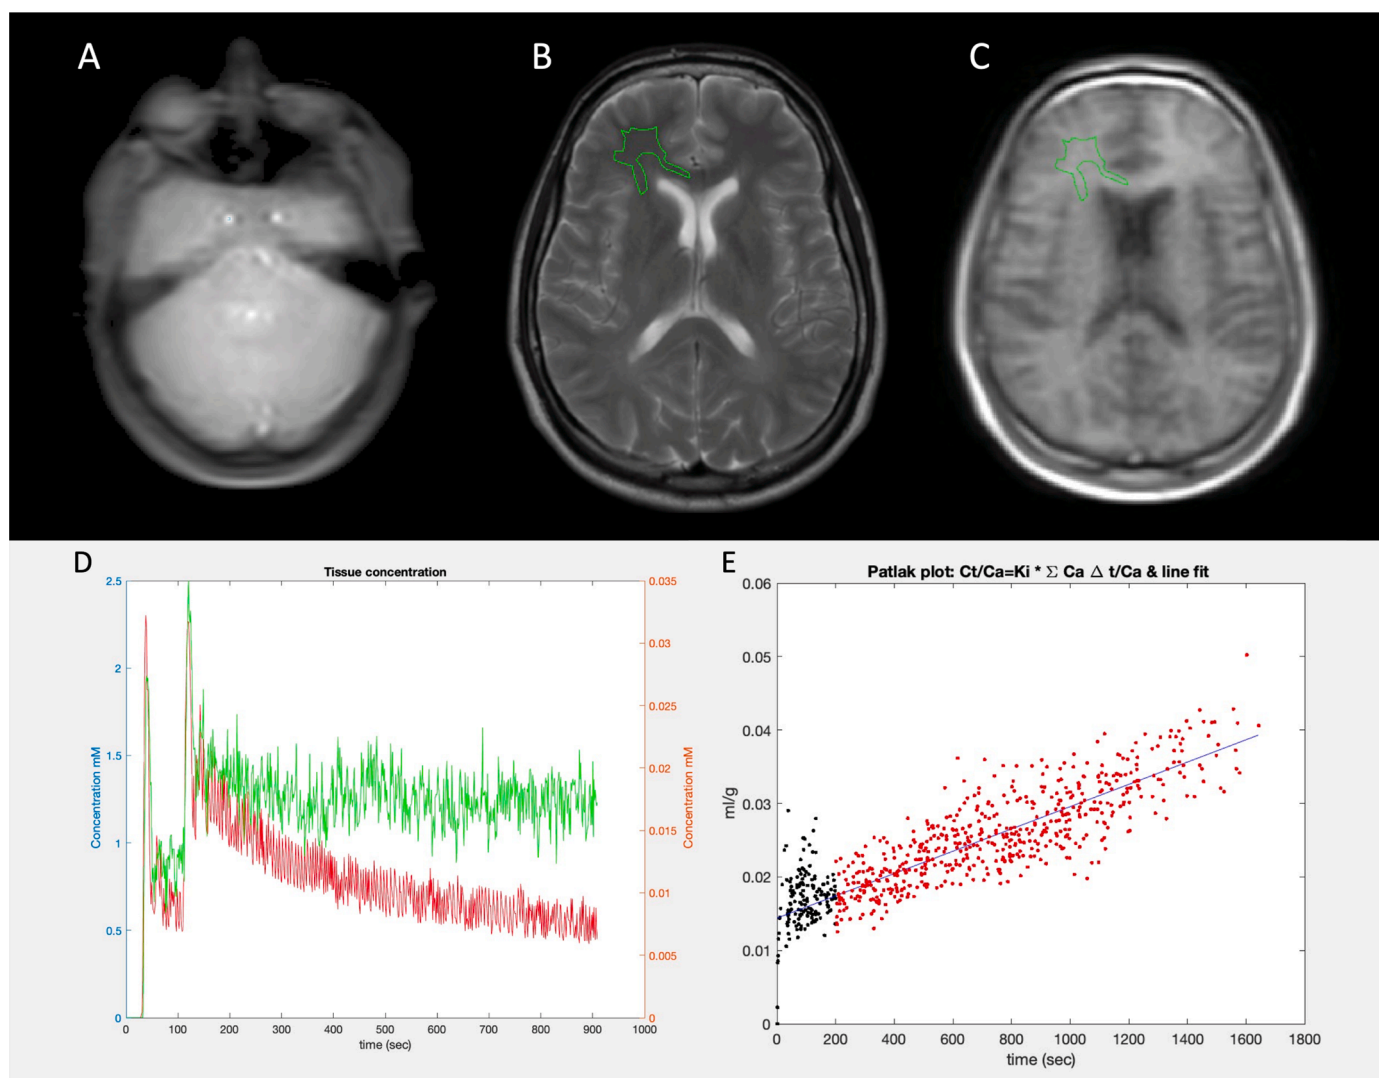 A
B
C
D
Tissue concentration
2.5
2
1.5
1
0.5
0
Concentration mM
0.035
0.03
0.025
0.02
0.015
0.01
0.005
0
Concentration mM
0 100 200 300 400 500 600 700 800 900 1000
time (sec)
E
Patlak plot: Ct/Ca=Ki * Σ Ca Δ t/Ca & line fit
0.06
0.05
0.04
0.03
0.02
0.01
0
ml/g
0 200 400 600 800 1000 1200 1400 1600 1800
time (sec)